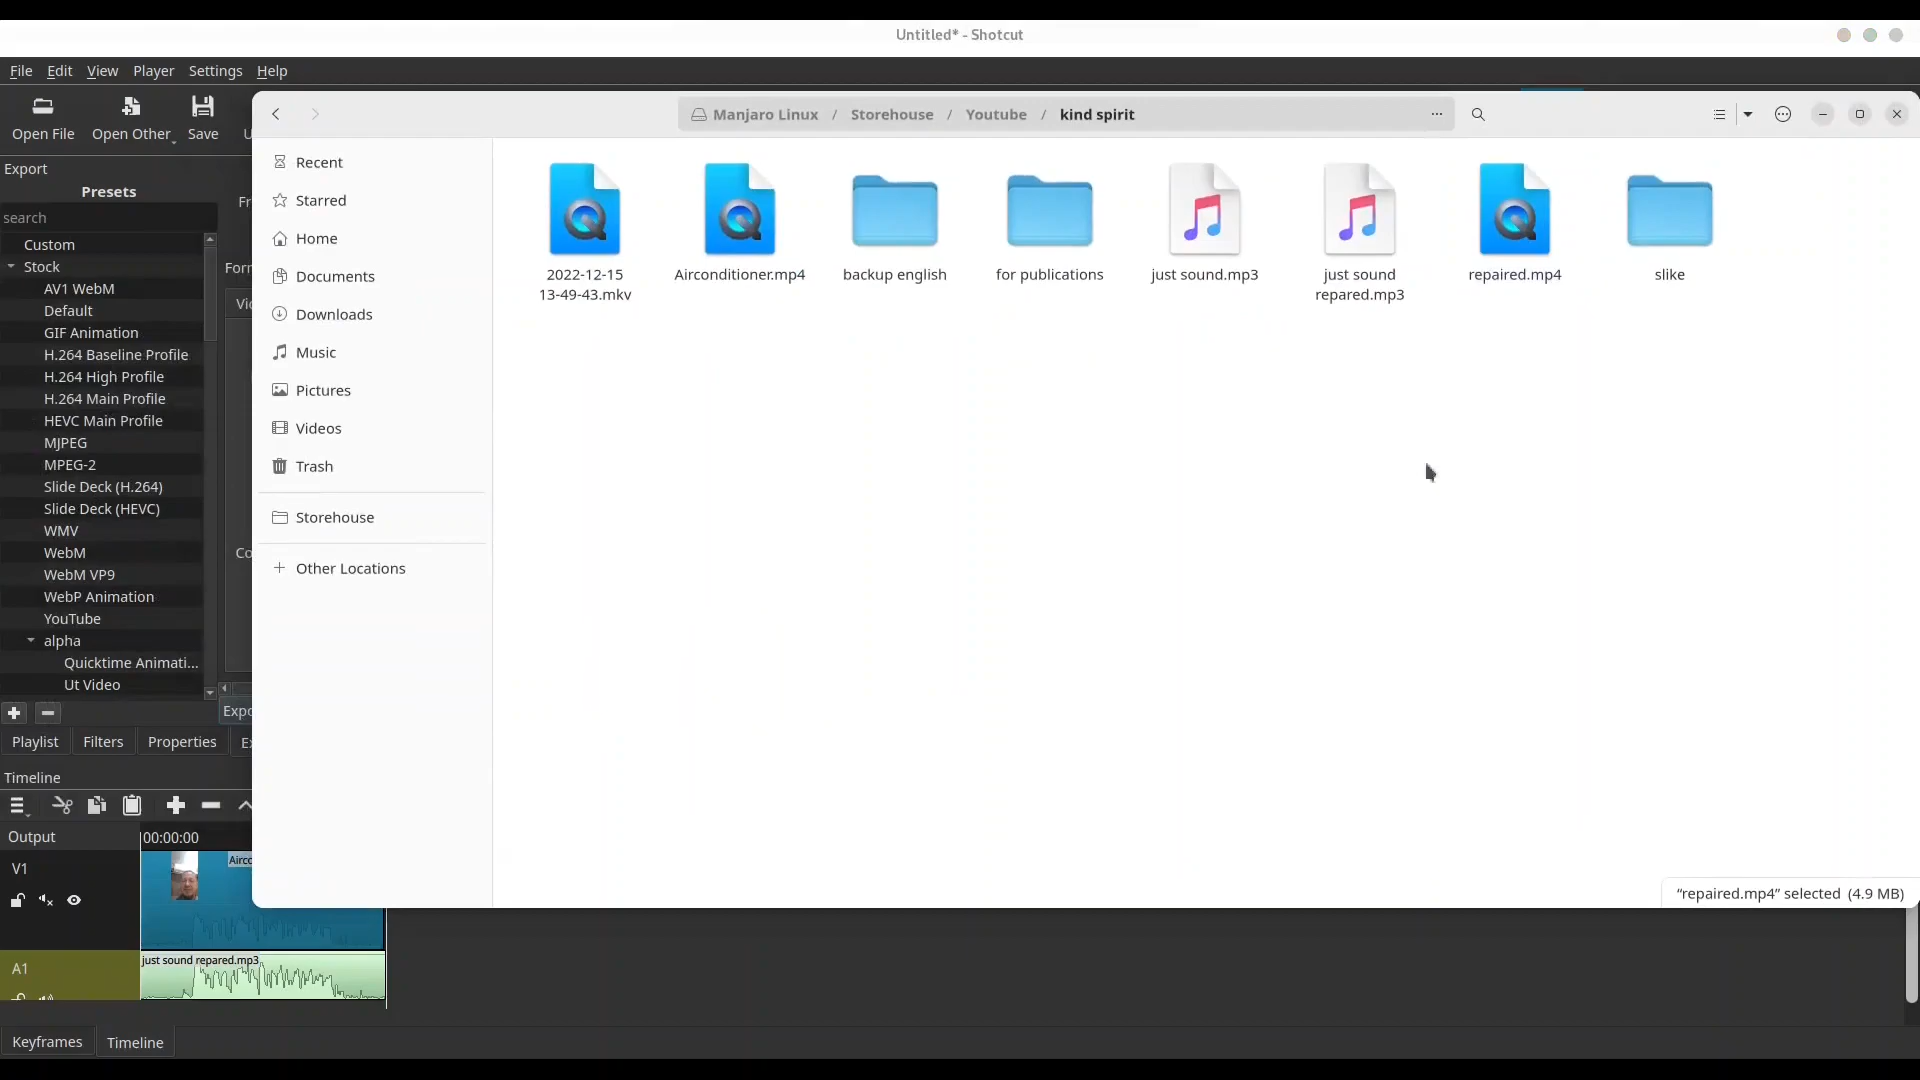 Untitled* - Shotcut
File Edit View Player Settings Help
Open File Open Other Save
Export
Presets
search
Custom
Stock
AV1 WebM
Default
GIF Animation
H.264 Baseline Profile
H.264 High Profile
H.264 Main Profile
HEVC Main Profile
MJPEG
MPEG-2
Slide Deck (H.264)
Slide Deck (HEVC)
WMV
WebM
WebM VP9
WebP Animation
YouTube
alpha
Quicktime Animati...
Ut Video
Manjaro Linux / Storehouse / Youtube / kind spirit
Recent
Starred
Home
Documents
Downloads
Music
Pictures
Videos
Trash
Storehouse
Other Locations
2022-12-15
13-49-43.mkv
Airconditioner.mp4
backup english
for publications
just sound.mp3
just sound
repared.mp3
repaired.mp4
slike
“repaired.mp4” selected (4.9 MB)
Playlist Filters Properties
Timeline
Output
00:00:00
V1
A1
just sound repared.mp3
Keyframes Timeline